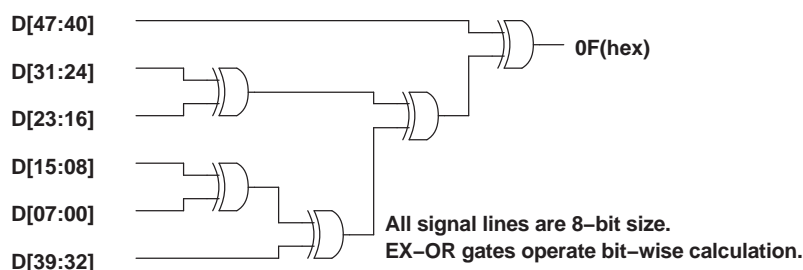 D[47:40]
0F(hex)
D[31:24]
D[23:16]
D[15:08]
D[07:00]
D[39:32]
All signal lines are 8−bit size.
EX−OR gates operate bit−wise calculation.